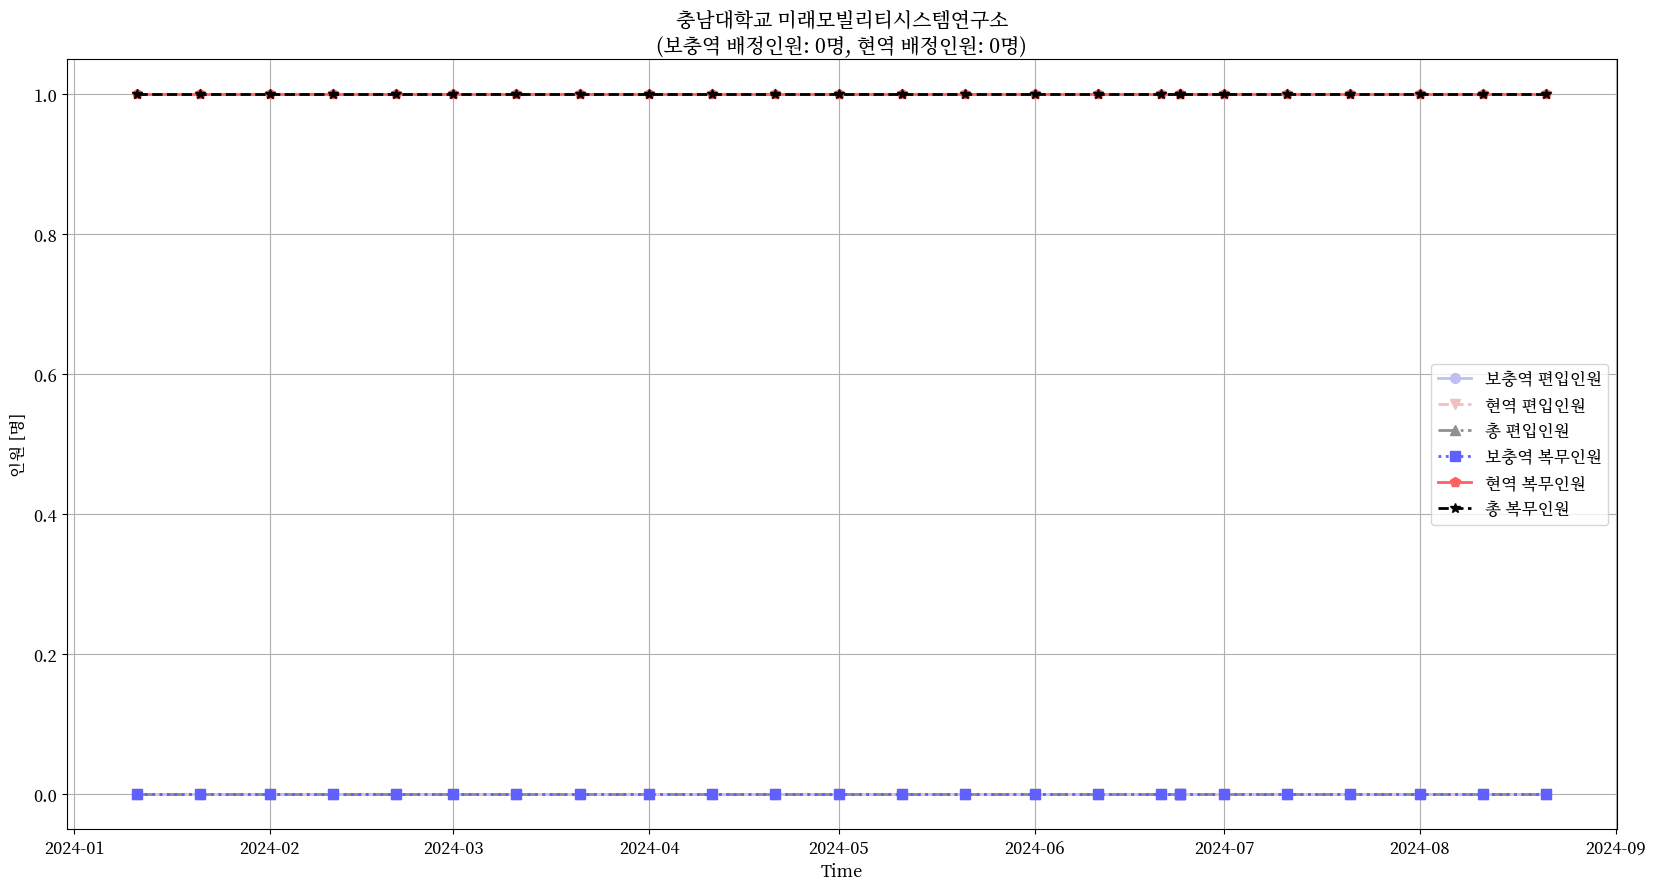 충남대학교 미래모빌리티시스템연구소
(보충역 배정인원: 0명, 현역 배정인원: 0명)
인원 [명]
1.0
0.8
0.6
0.4
0.2
0.0
보충역 편입인원
현역 편입인원
총 편입인원
보충역 복무인원
현역 복무인원
총 복무인원
2024-01
2024-02
2024-03
2024-04
2024-05
2024-06
2024-07
2024-08
2024-09
Time